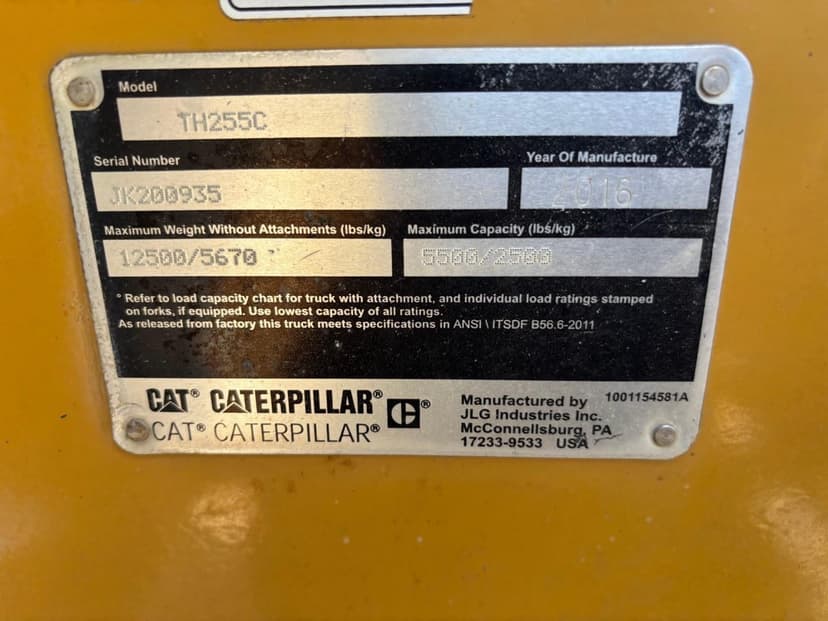 Model
TH255C
Serial Number
JK200935
Year Of Manufacture
2016
Maximum Weight Without Attachments (lbs/kg)
12500/5670
Maximum Capacity (lbs/kg)
5500/2500
* Refer to load capacity chart for truck with attachment, and individual load ratings stamped
on forks, if equipped. Use lowest capacity of all ratings.
As released from factory this truck meets specifications in ANSI \ ITSDF B56.6-2011
CAT® CATERPILLAR® C®
CAT® CATERPILLAR®
Manufactured by
JLG Industries Inc.
McConnellsburg, PA
17233-9533 USA
1001154581A